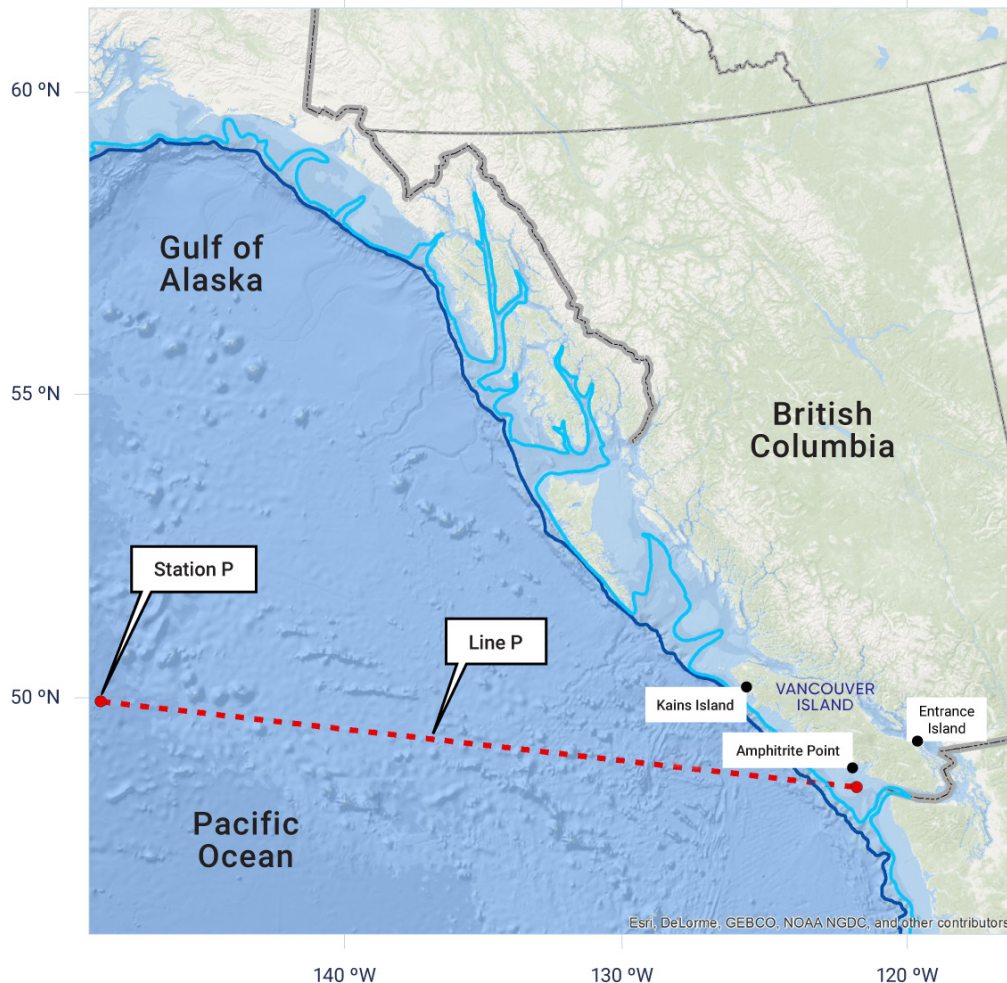 60 ºN
Gulf of
Alaska
55 ºN
British
Columbia
Station P
Line P
50 ºN
VANCOUVER
ISLAND
Kains Island
Entrance
Island
Amphitrite Point
Pacific
Ocean
Esri, DeLorme, GEBCO, NOAA NGDC, and other contributors
140 ºW
130 ºW
120 ºW